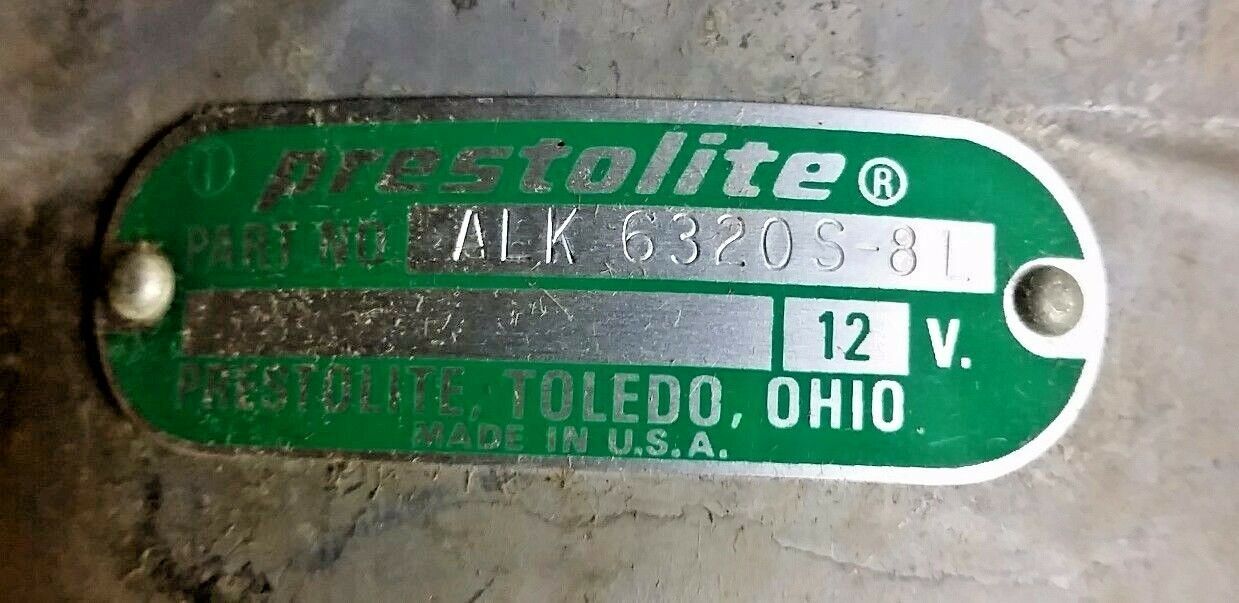 prestolite®
PART NO ALK 6320S-8L
12 V.
PRESTOLITE, TOLEDO, OHIO
MADE IN U.S.A.